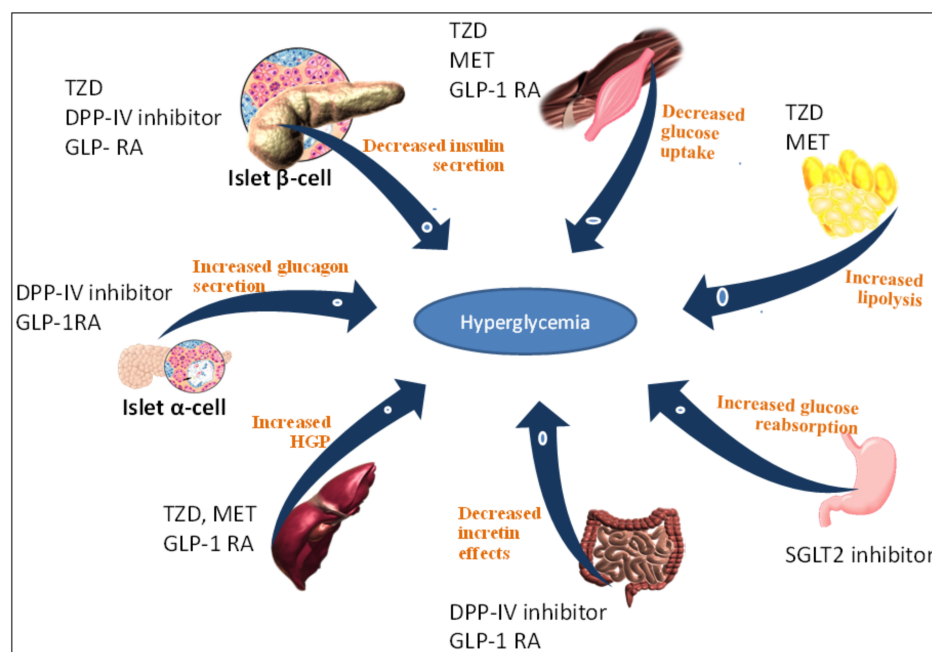 TZD
DPP-IV inhibitor
GLP- RA
Islet β-cell
Decreased insulin
secretion
TZD
MET
GLP-1 RA
Decreased
glucose
uptake
TZD
MET
Increased
lipolysis
DPP-IV inhibitor
GLP-1RA
Increased glucagon
secretion
Islet α-cell
Hyperglycemia
Increased
HGP
TZD, MET
GLP-1 RA
Decreased
incretin
effects
DPP-IV inhibitor
GLP-1 RA
Increased glucose
reabsorption
SGLT2 inhibitor